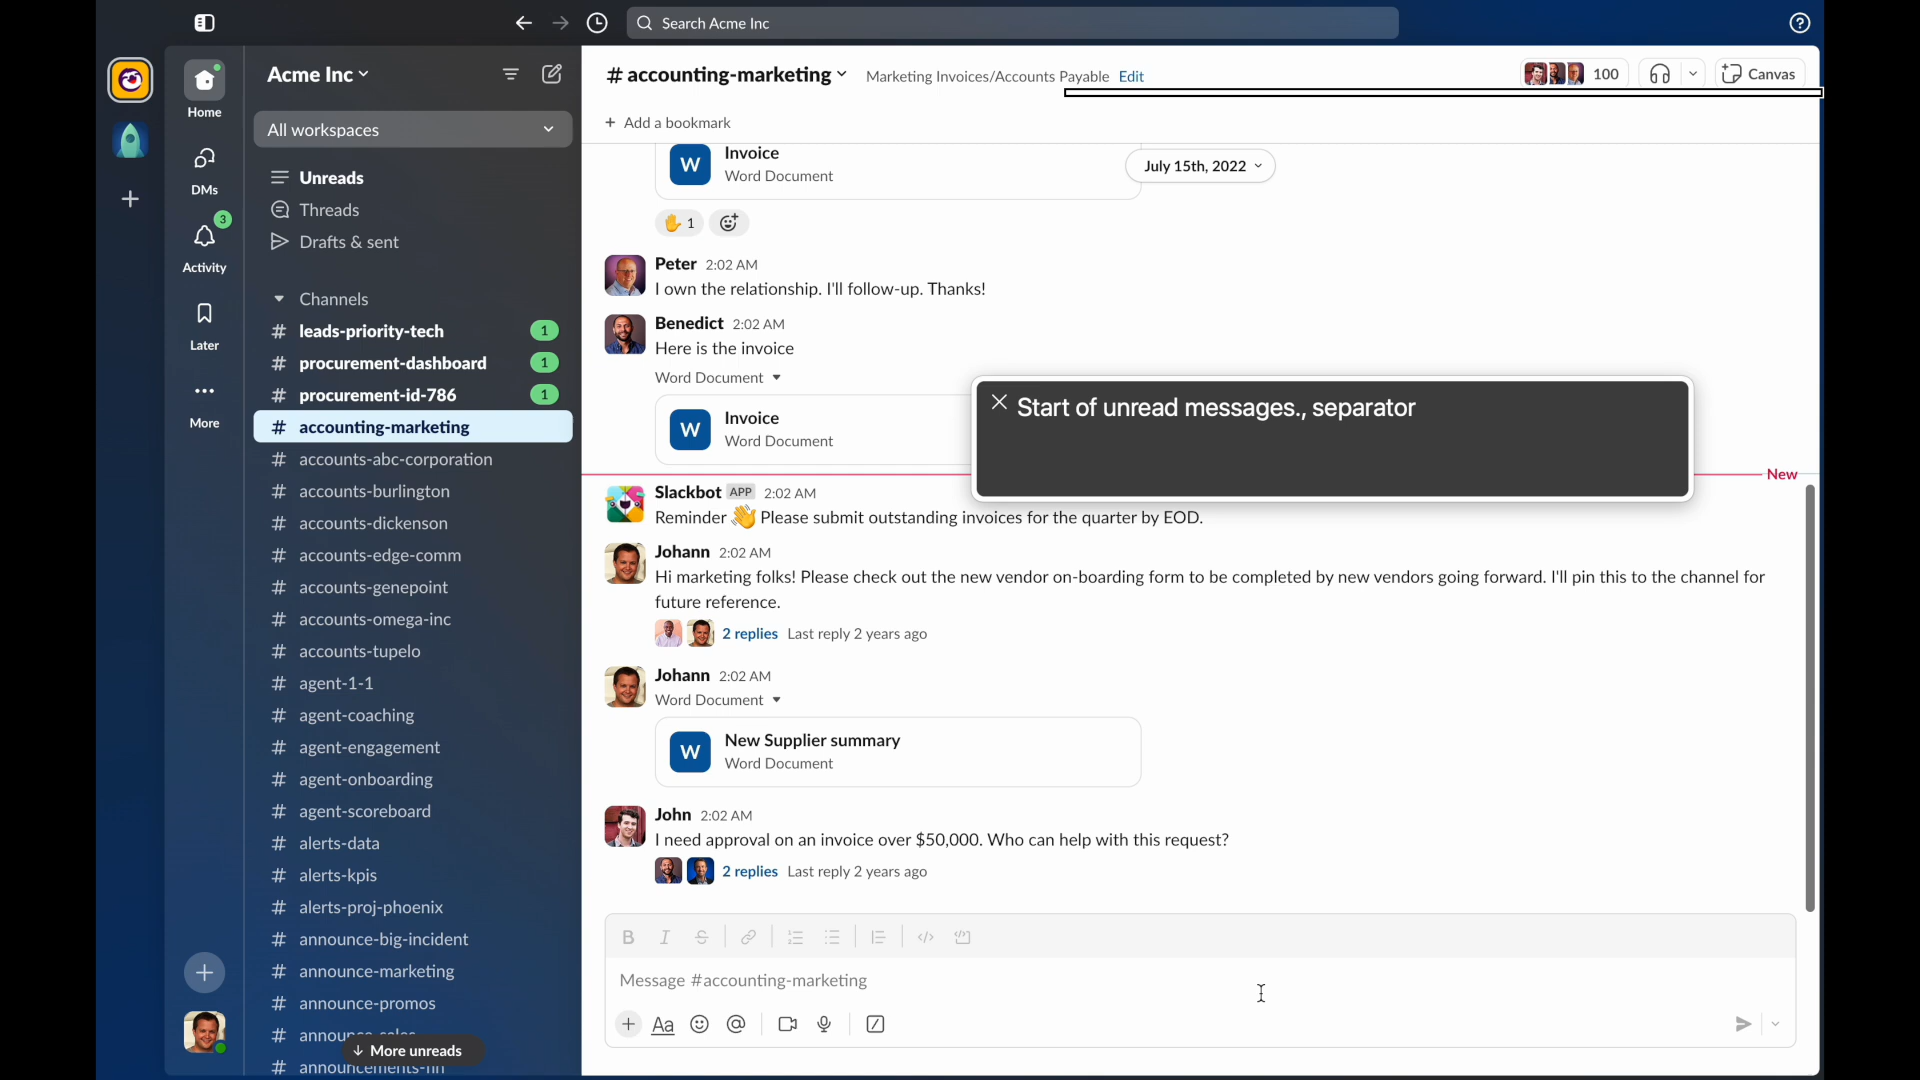 Search Acme Inc
Home
DMs
3
Activity
Later
More
Acme Inc
All workspaces
Unreads
Threads
Drafts & sent
Channels
# leads-priority-tech 1
# procurement-dashboard 1
# procurement-id-786 1
# accounting-marketing
# accounts-abc-corporation
# accounts-burlington
# accounts-dickenson
# accounts-edge-comm
# accounts-genepoint
# accounts-omega-inc
# accounts-tupelo
# agent-1-1
# agent-coaching
# agent-engagement
# agent-onboarding
# agent-scoreboard
# alerts-data
# alerts-kpis
# alerts-proj-phoenix
# announce-big-incident
# announce-marketing
# announce-promos
# announce-sales
↓ More unreads
# announcements-fin
# accounting-marketing Marketing Invoices/Accounts Payable Edit
100
Canvas
+ Add a bookmark
July 15th, 2022
W Invoice
Word Document
✋ 1
Peter 2:02 AM
I own the relationship. I'll follow-up. Thanks!
Benedict 2:02 AM
Here is the invoice
Word Document
W Invoice
Word Document
Start of unread messages., separator
New
Slackbot APP 2:02 AM
Reminder 👋 Please submit outstanding invoices for the quarter by EOD.
Johann 2:02 AM
Hi marketing folks! Please check out the new vendor on-boarding form to be completed by new vendors going forward. I'll pin this to the channel for
future reference.
2 replies Last reply 2 years ago
Johann 2:02 AM
Word Document
W New Supplier summary
Word Document
John 2:02 AM
I need approval on an invoice over $50,000. Who can help with this request?
2 replies Last reply 2 years ago
B I S
Message #accounting-marketing
+ Aa